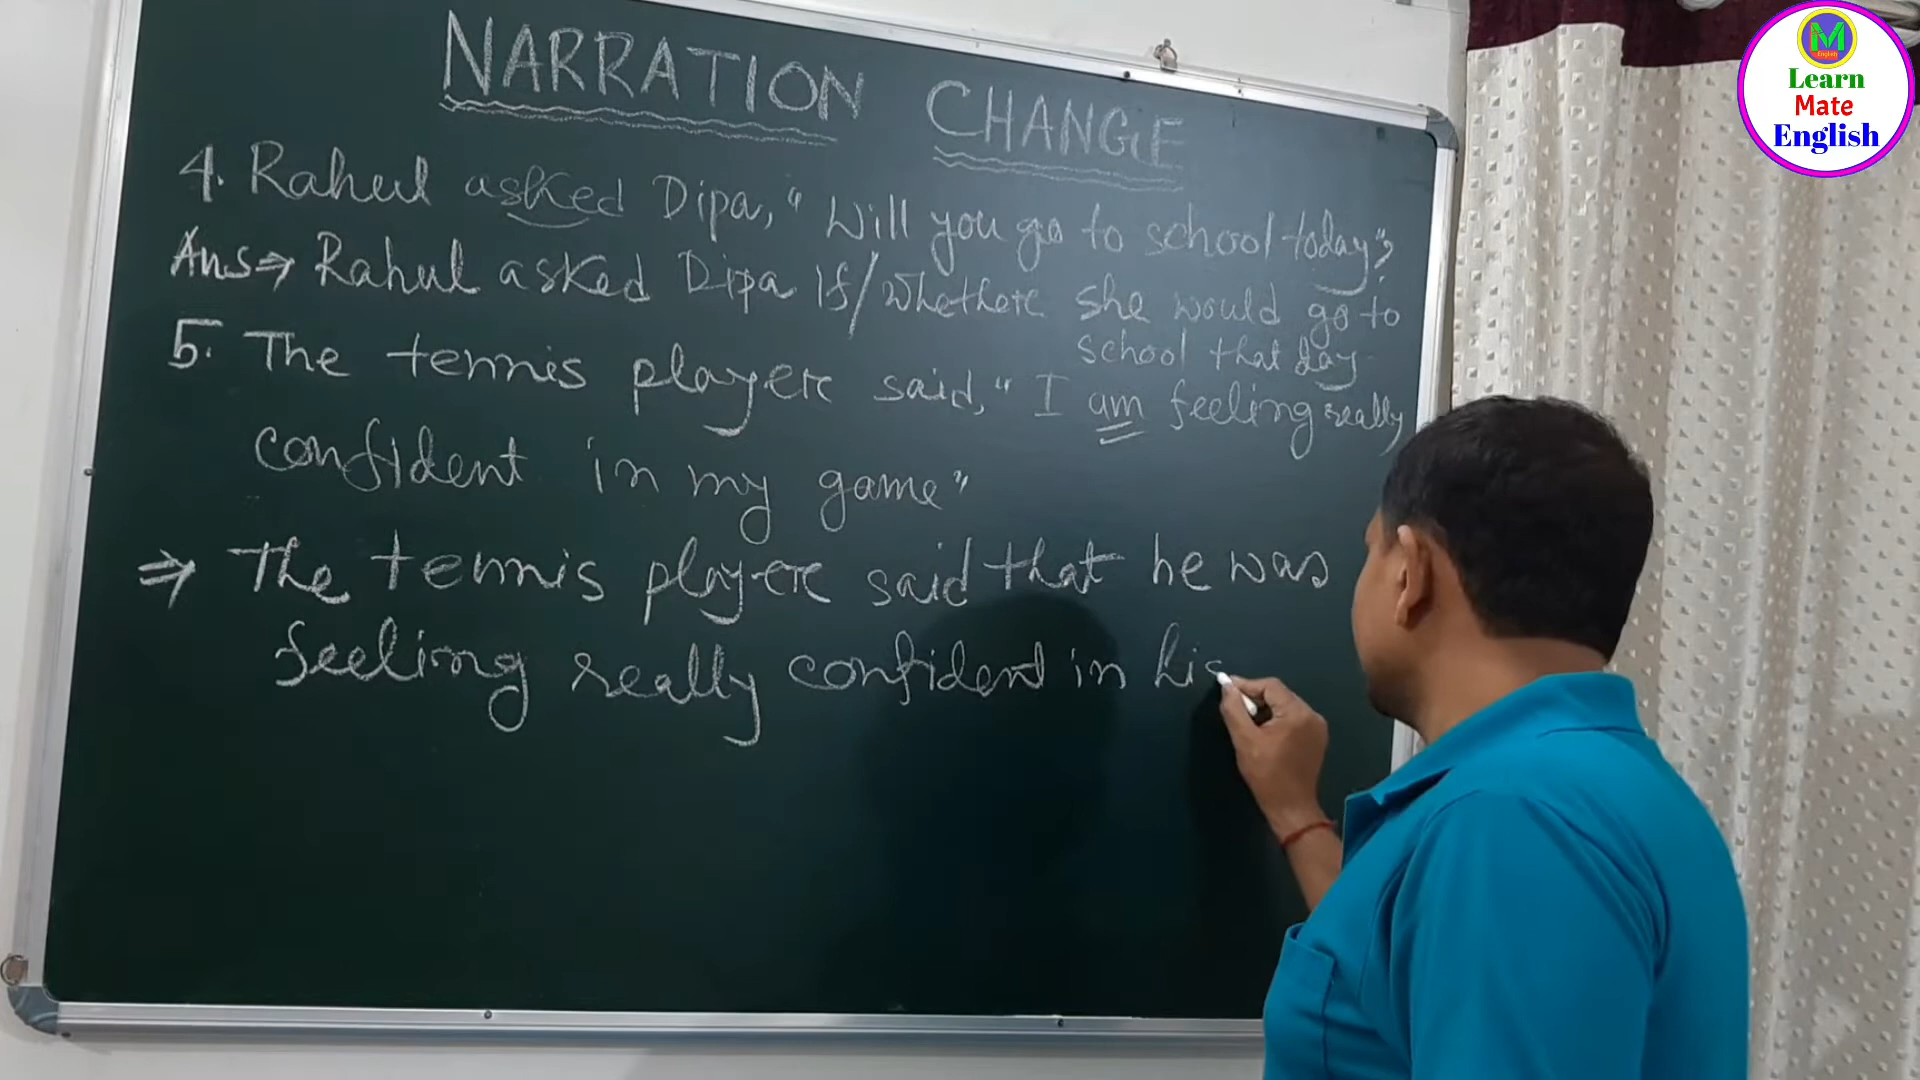 NARRATION CHANGE
4. Rahul asked Dipa, "Will you go to school today"?
Ans⇒ Rahul asked Dipa If/Whether she would go to
school that day
5. The tennis player said, "I am feeling really
confident in my game"
⇒ The tennis player said that he was
feeling really confident in his
M
English
Learn
Mate
English